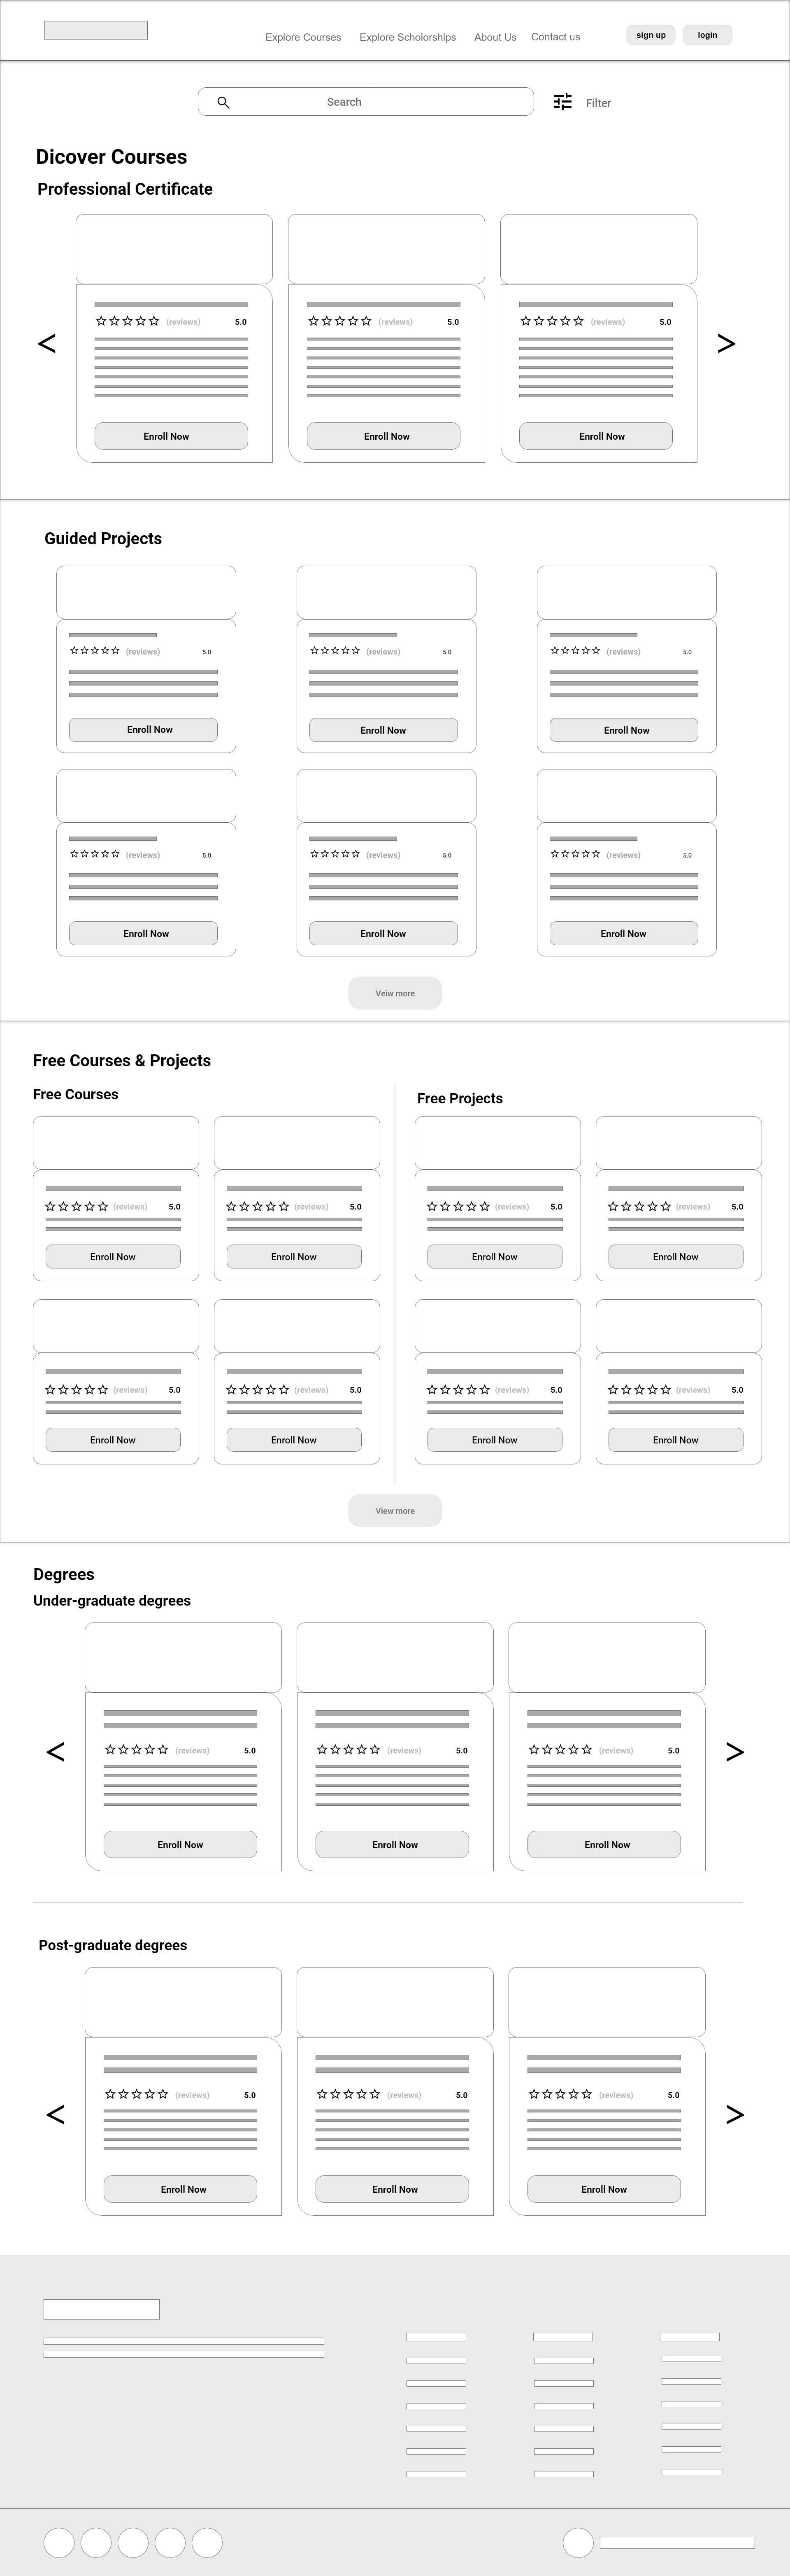 Explore Courses Explore Scholorships About Us Contact us sign up login
Search Filter
Dicover Courses
Professional Certificate
(reviews) 5.0 (reviews) 5.0 (reviews) 5.0
< >
Enroll Now Enroll Now Enroll Now
Guided Projects
(reviews) 5.0 (reviews) 5.0 (reviews) 5.0
Enroll Now Enroll Now Enroll Now
(reviews) 5.0 (reviews) 5.0 (reviews) 5.0
Enroll Now Enroll Now Enroll Now
Veiw more
Free Courses & Projects
Free Courses Free Projects
(reviews) 5.0 (reviews) 5.0 (reviews) 5.0 (reviews) 5.0
Enroll Now Enroll Now Enroll Now Enroll Now
(reviews) 5.0 (reviews) 5.0 (reviews) 5.0 (reviews) 5.0
Enroll Now Enroll Now Enroll Now Enroll Now
View more
Degrees
Under-graduate degrees
(reviews) 5.0 (reviews) 5.0 (reviews) 5.0
< >
Enroll Now Enroll Now Enroll Now
Post-graduate degrees
(reviews) 5.0 (reviews) 5.0 (reviews) 5.0
< >
Enroll Now Enroll Now Enroll Now